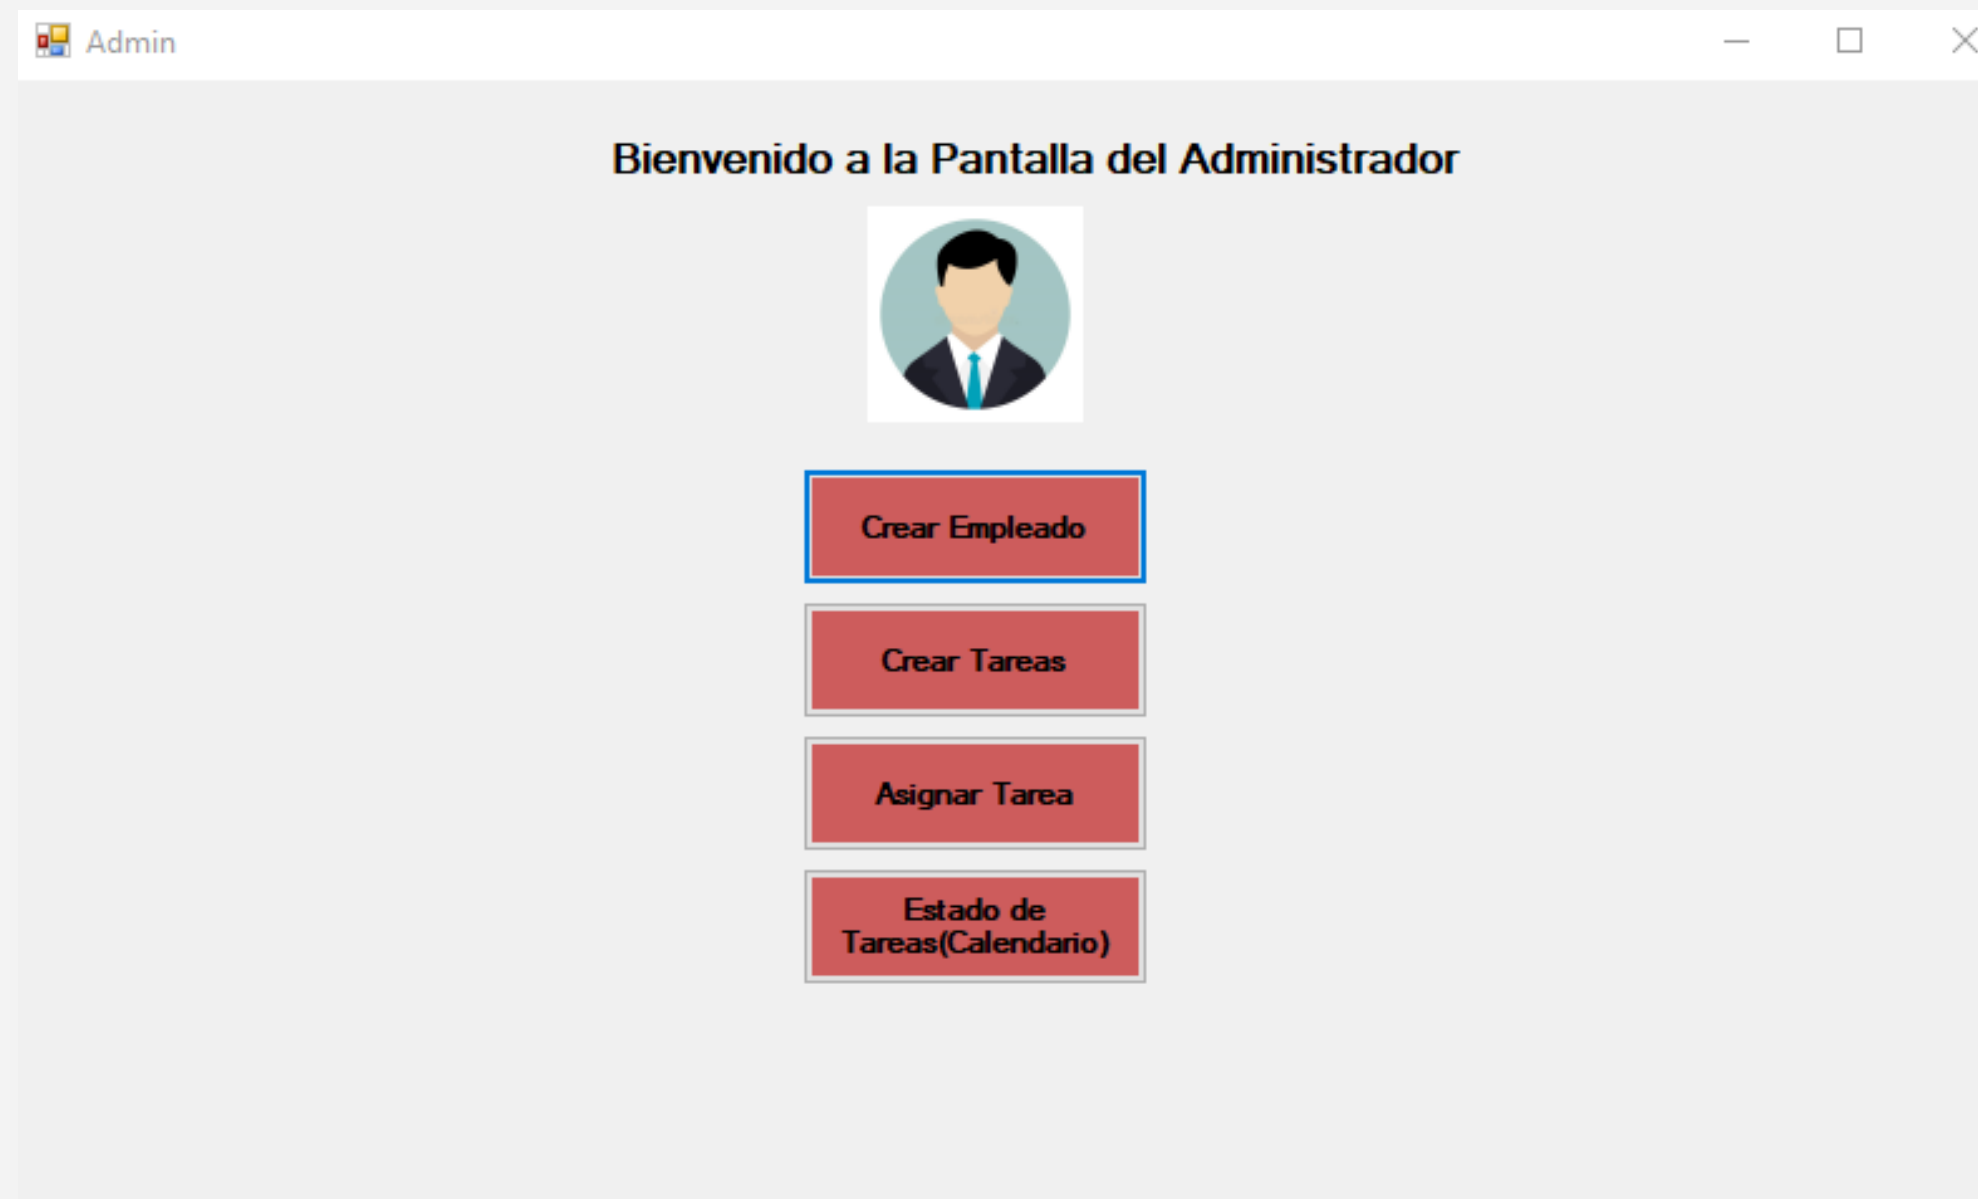 Admin
Bienvenido a la Pantalla del Administrador
Crear Empleado
Crear Tareas
Asignar Tarea
Estado de
Tareas(Calendario)